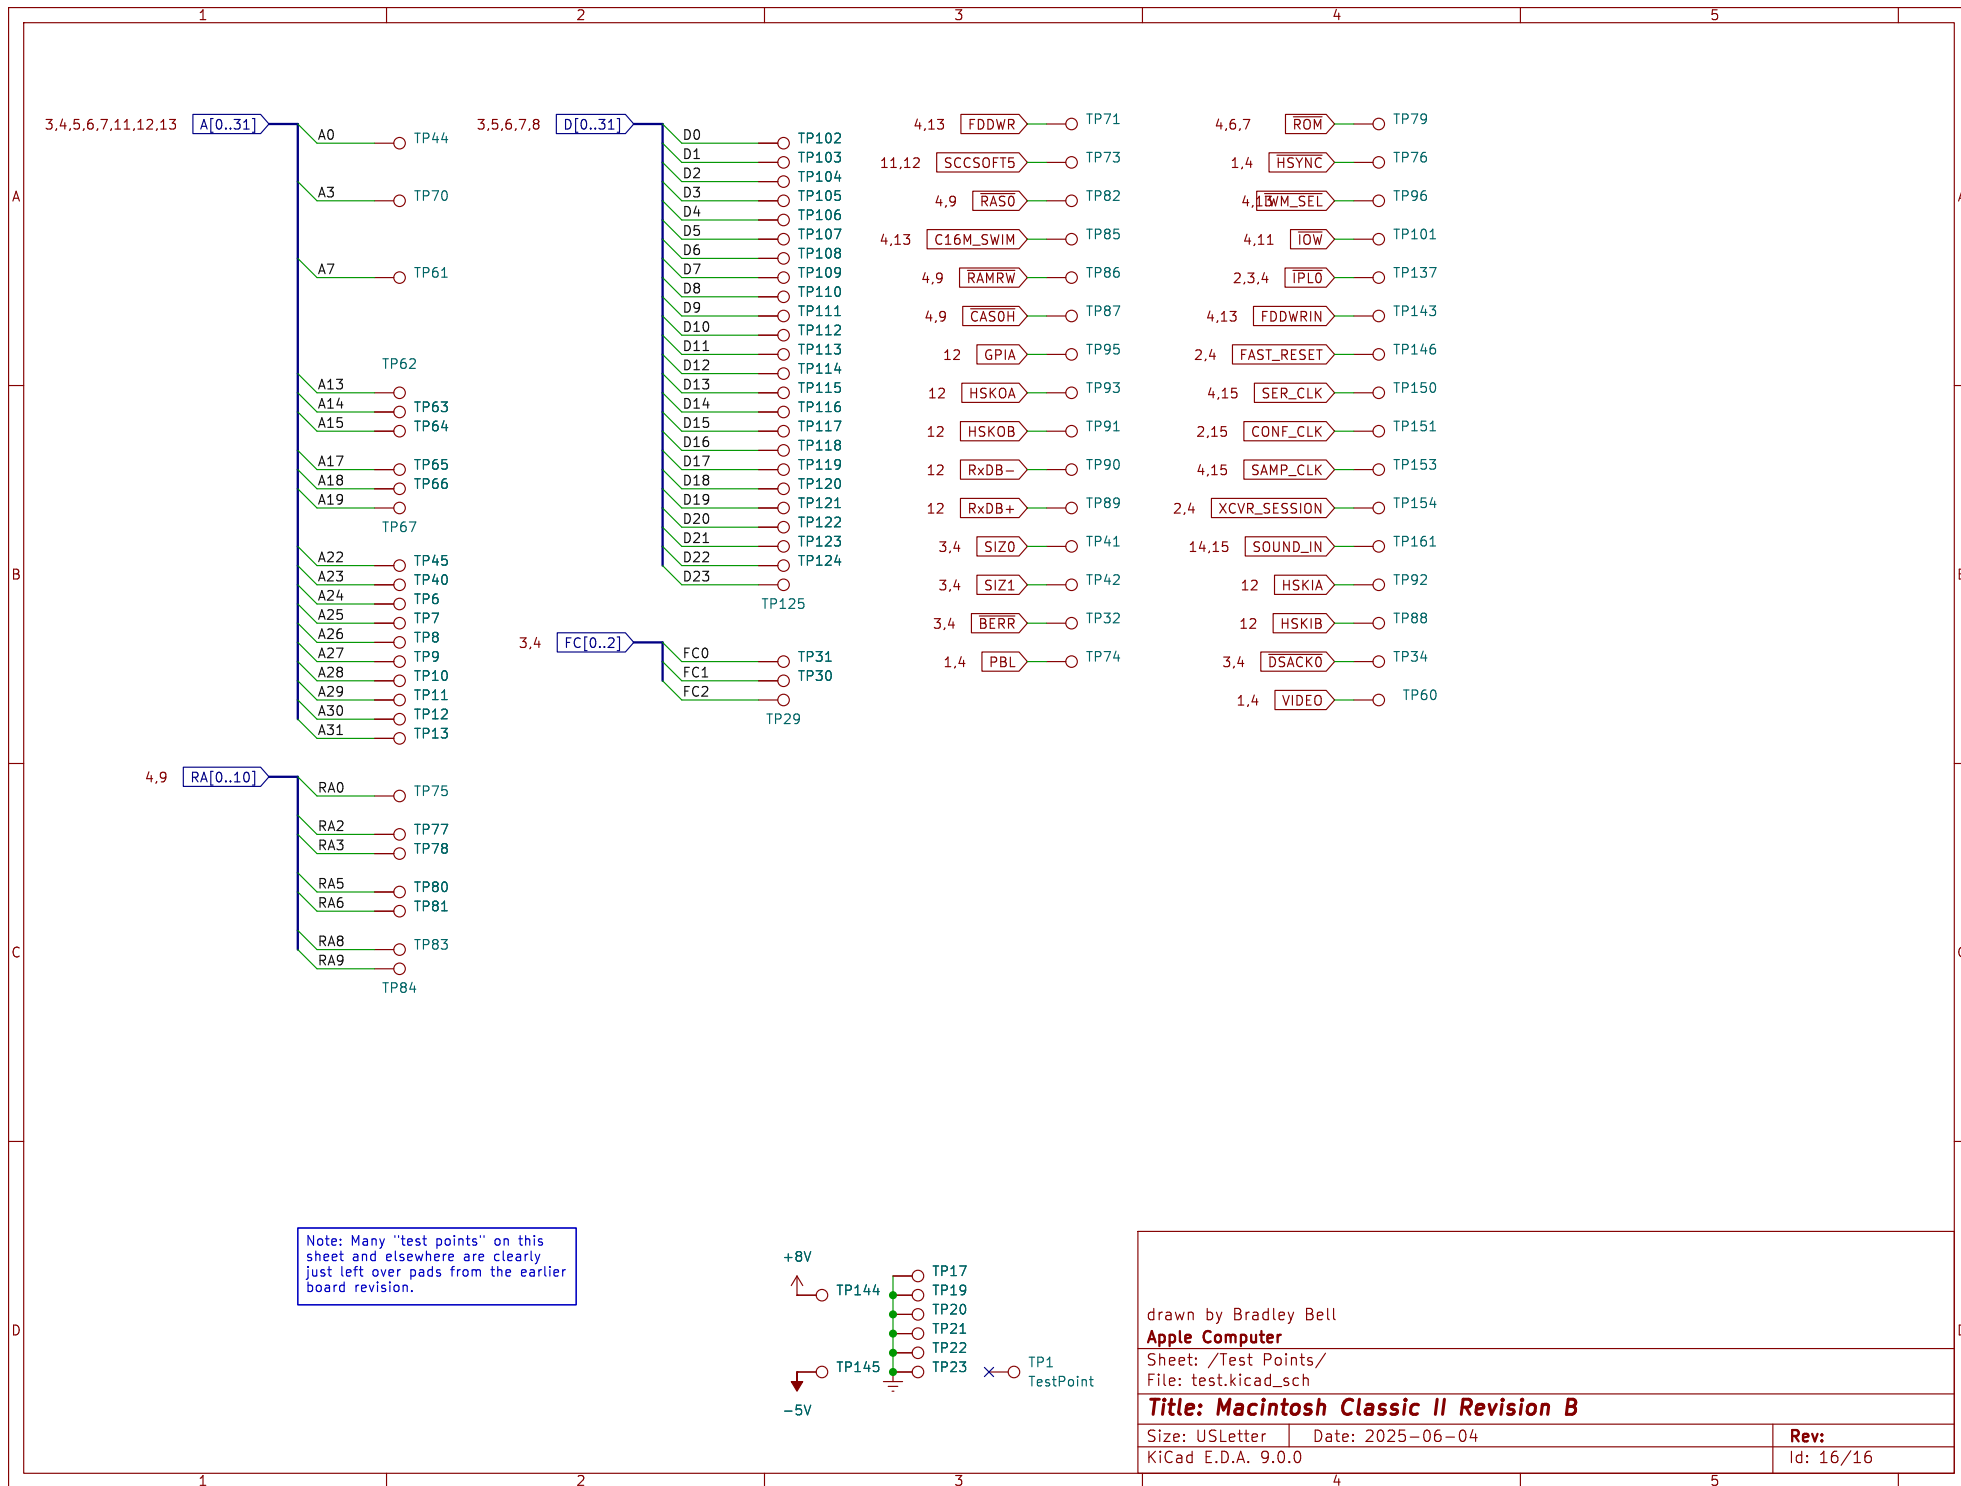 1 2 3 4 5
A
B
C
D
3,4,5,6,7,11,12,13 A[0..31]
A0 TP44
A3 TP70
A7 TP61
TP62
A13
A14 TP63
A15 TP64
A17 TP65
A18 TP66
A19
TP67
A22 TP45
A23 TP40
A24 TP6
A25 TP7
A26 TP8
A27 TP9
A28 TP10
A29 TP11
A30 TP12
A31 TP13
4,9 RA[0..10]
RA0 TP75
RA2 TP77
RA3 TP78
RA5 TP80
RA6 TP81
RA8 TP83
RA9
TP84
3,5,6,7,8 D[0..31]
D0 TP102
D1 TP103
D2 TP104
D3 TP105
D4 TP106
D5 TP107
D6 TP108
D7 TP109
D8 TP110
D9 TP111
D10 TP112
D11 TP113
D12 TP114
D13 TP115
D14 TP116
D15 TP117
D16 TP118
D17 TP119
D18 TP120
D19 TP121
D20 TP122
D21 TP123
D22 TP124
D23
TP125
3,4 FC[0..2]
FC0 TP31
FC1 TP30
FC2
TP29
4,13 FDDWR TP71
11,12 SCCSOFT5 TP73
4,9 RAS0 TP82
4,13 C16M_SWIM TP85
4,9 RAMRW TP86
4,9 CAS0H TP87
12 GPIA TP95
12 HSKOA TP93
12 HSKOB TP91
12 RxDB- TP90
12 RxDB+ TP89
3,4 SIZ0 TP41
3,4 SIZ1 TP42
3,4 BERR TP32
1,4 PBL TP74
4,6,7 ROM TP79
1,4 HSYNC TP76
4,13 IWM_SEL TP96
4,11 IOW TP101
2,3,4 IPL0 TP137
4,13 FDDWRIN TP143
2,4 FAST_RESET TP146
4,15 SER_CLK TP150
2,15 CONF_CLK TP151
4,15 SAMP_CLK TP153
2,4 XCVR_SESSION TP154
14,15 SOUND_IN TP161
12 HSKIA TP92
12 HSKIB TP88
3,4 DSACK0 TP34
1,4 VIDEO TP60
Note: Many "test points" on this
sheet and elsewhere are clearly
just left over pads from the earlier
board revision.
+8V
TP144
TP145
-5V
TP17
TP19
TP20
TP21
TP22
TP23
TP1
TestPoint
drawn by Bradley Bell
Apple Computer
Sheet: /Test Points/
File: test.kicad_sch
Title: Macintosh Classic II Revision B
Size: USLetter Date: 2025-06-04 Rev:
KiCad E.D.A. 9.0.0 Id: 16/16
1 2 3 4 5